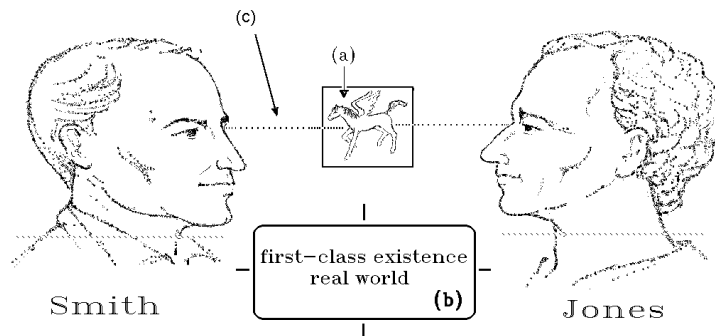 (c)
(a)
first-class existence
real world
(b)
Smith
Jones